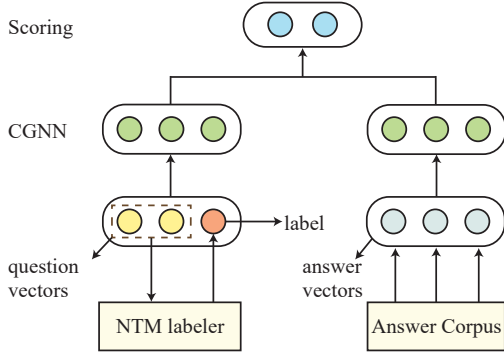 Scoring
CGNN
label
question
vectors
answer
vectors
NTM labeler
Answer Corpus